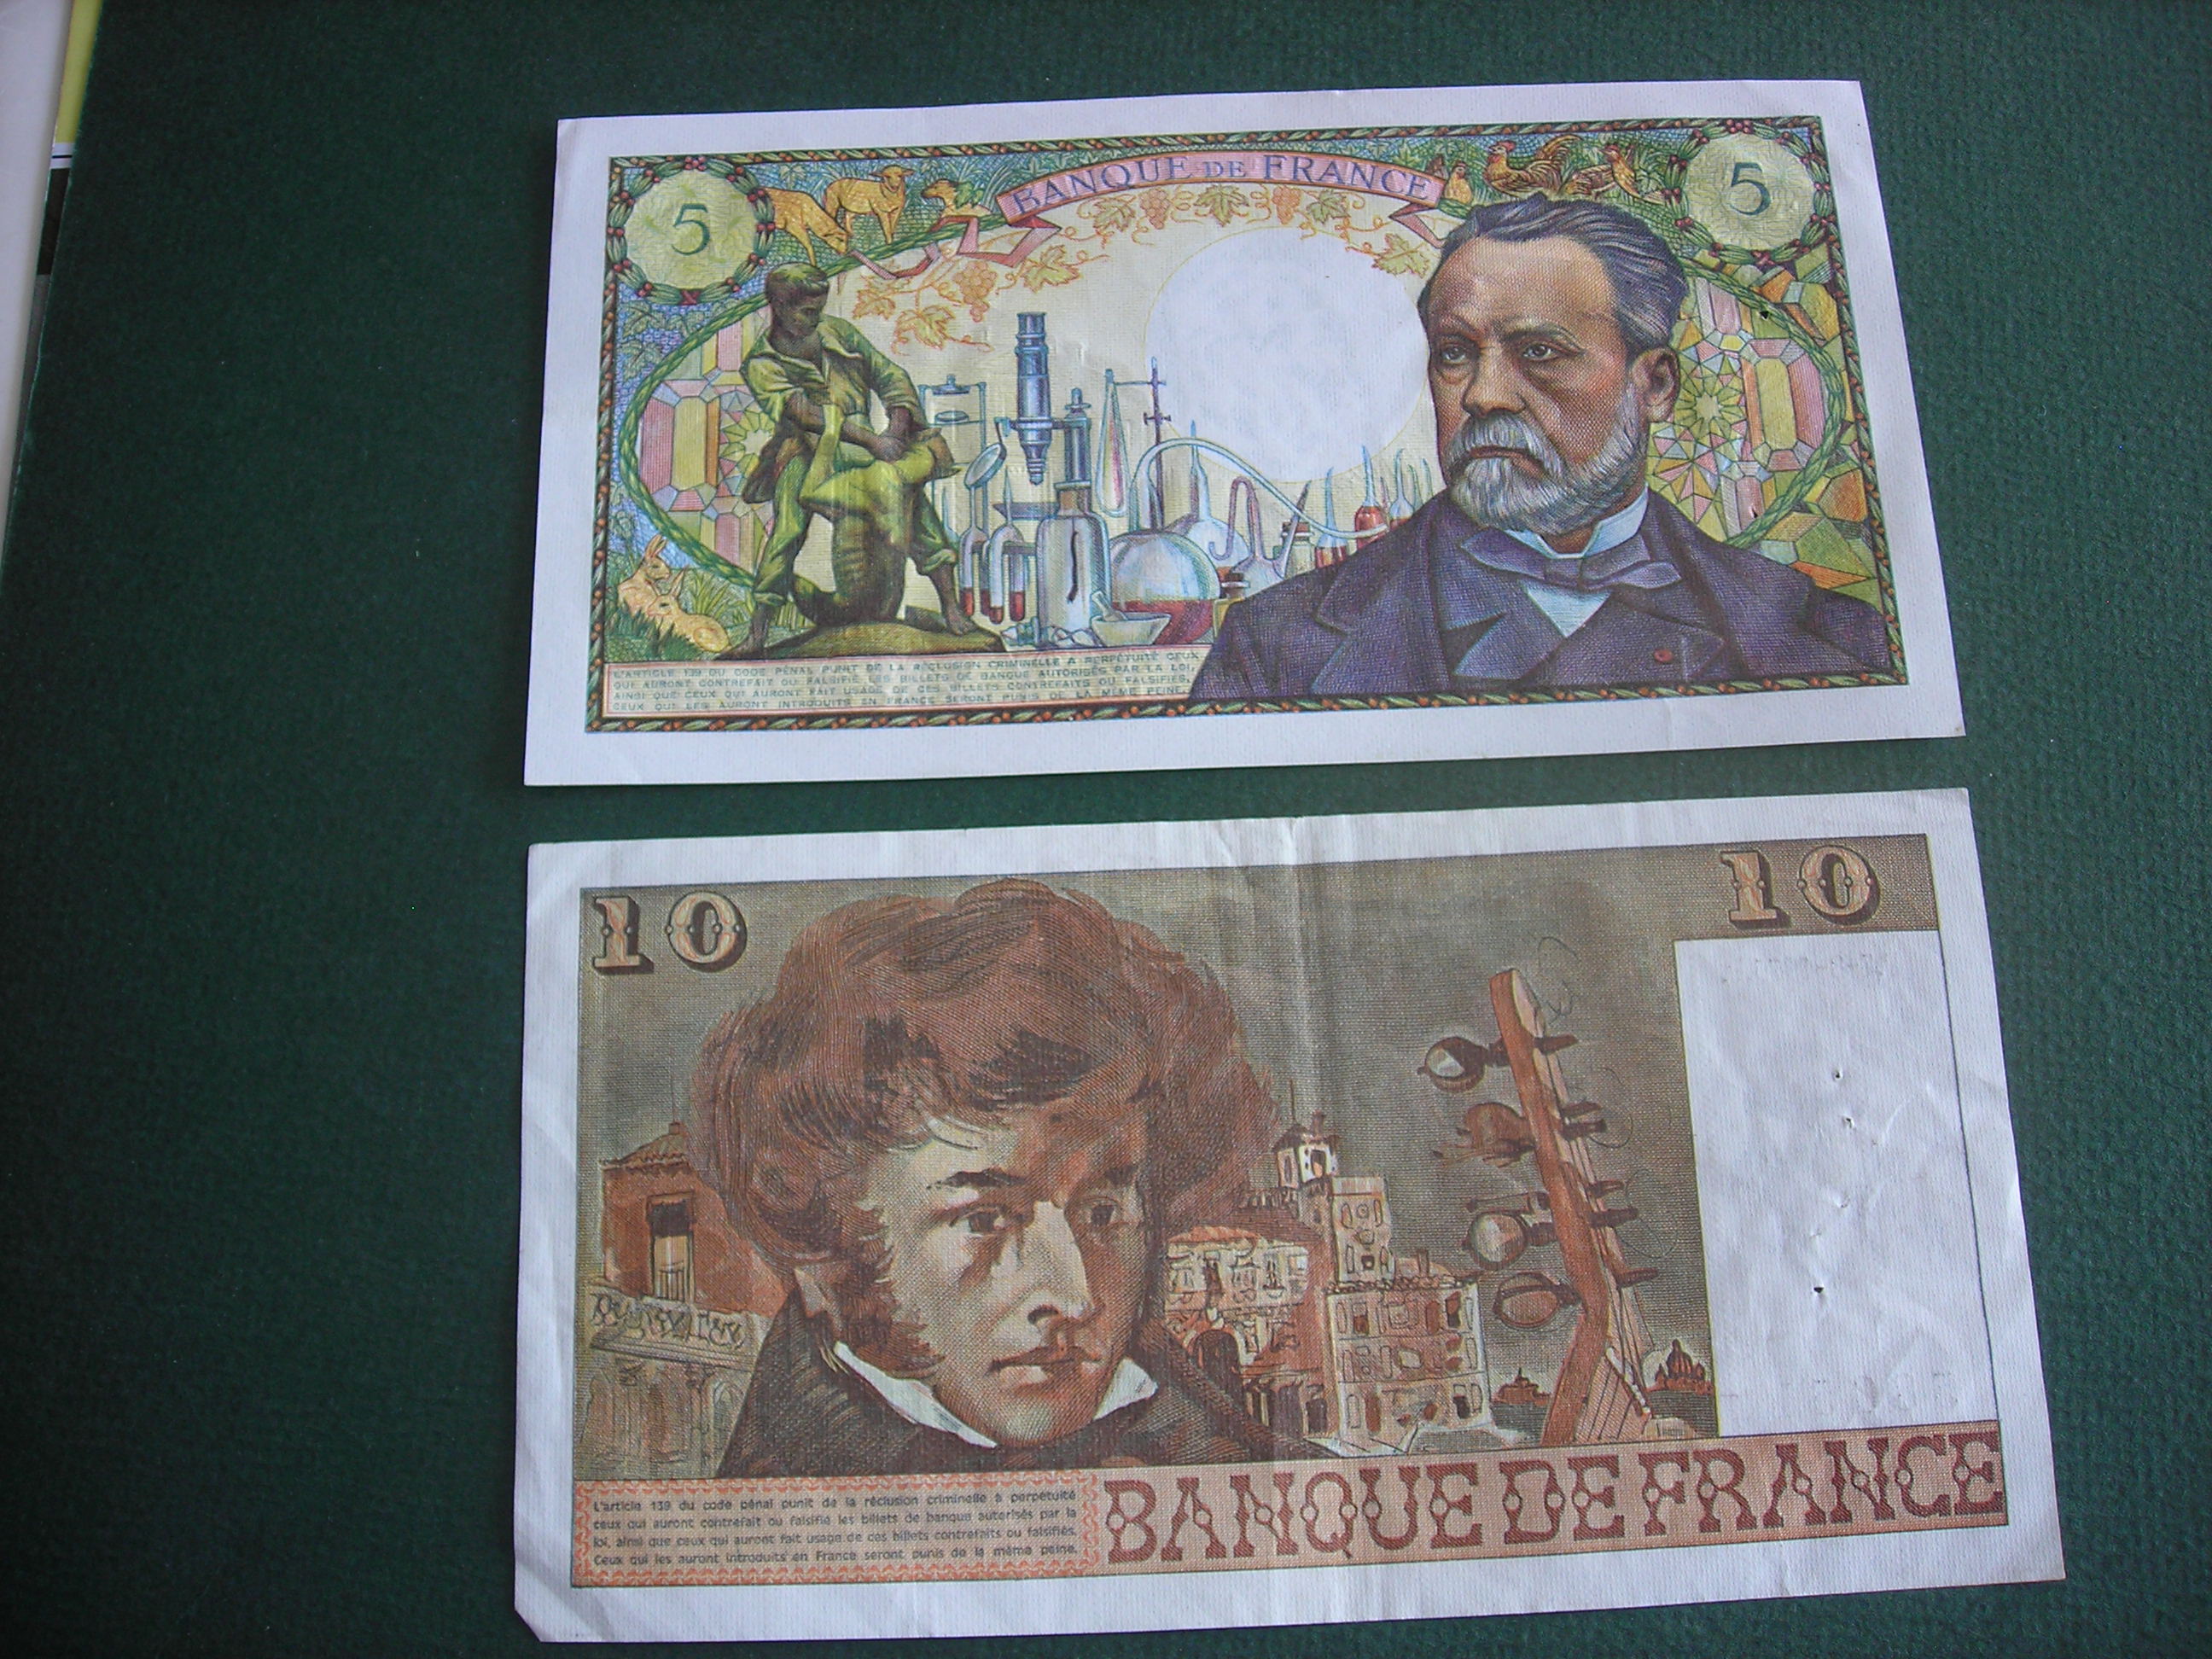 5
BANQUE DE FRANCE
5
L'ARTICLE 139 DU CODE PÉNAL PUNIT DE LA RÉCLUSION CRIMINELLE A PERPÉTUITÉ CEUX
QUI AURONT CONTREFAIT OU FALSIFIÉ LES BILLETS DE BANQUE AUTORISÉS PAR LA LOI,
AINSI QUE CEUX QUI AURONT FAIT USAGE DE CES BILLETS CONTREFAITS OU FALSIFIÉS.
CEUX QUI LES AURONT INTRODUITS EN FRANCE SERONT PUNIS DE LA MÊME PEINE.
10
10
L'article 139 du code pénal punit de la réclusion criminelle à perpétuité
ceux qui auront contrefait ou falsifié les billets de banque autorisés par la
loi, ainsi que ceux qui auront fait usage de ces billets contrefaits ou falsifiés.
Ceux qui les auront introduits en France seront punis de la même peine.
BANQUE DE FRANCE